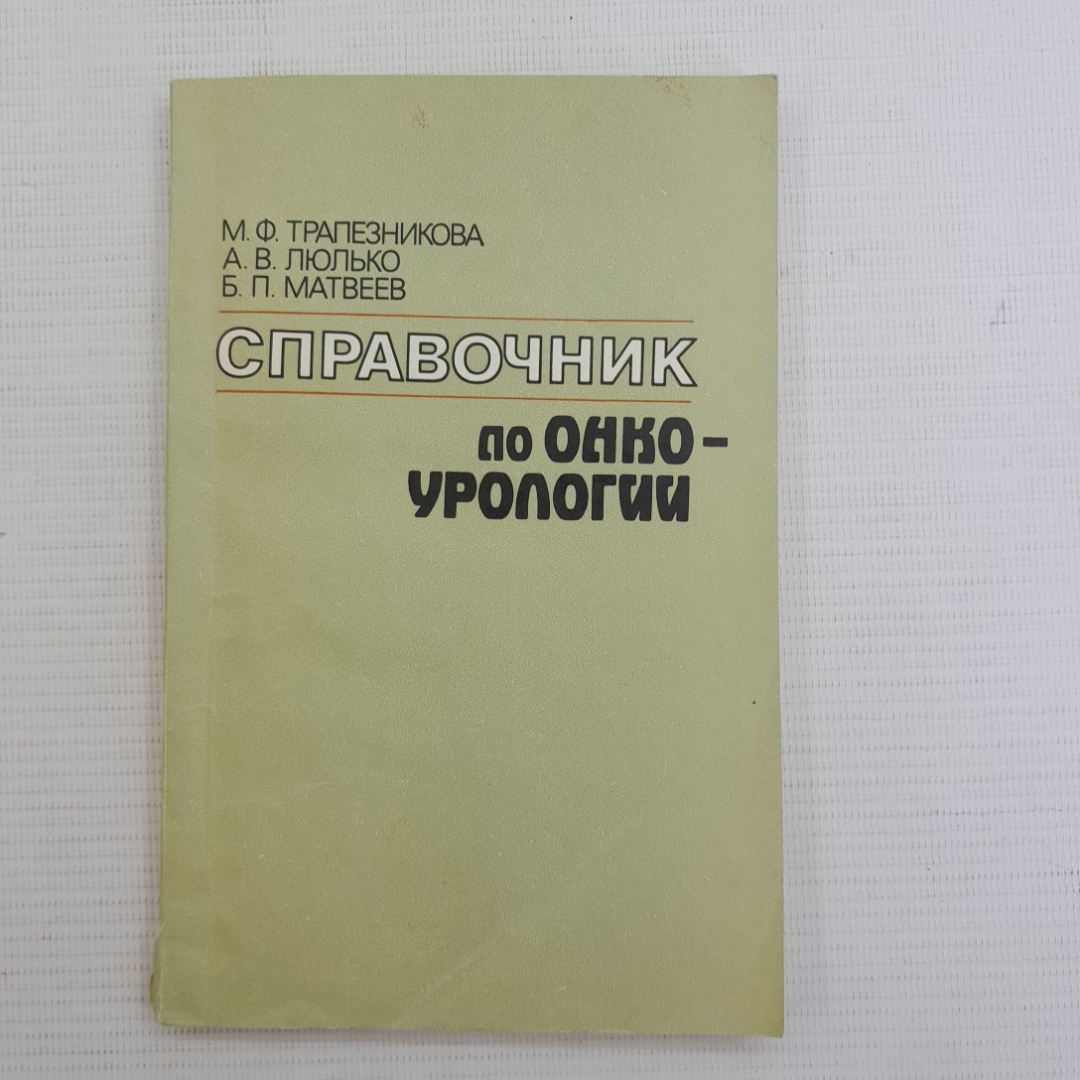 М. Ф. ТРАПЕЗНИКОВА
А. В. ЛЮЛЬКО
Б. П. МАТВЕЕВ
СПРАВОЧНИК
по ОНКО-
УРОЛОГИИ